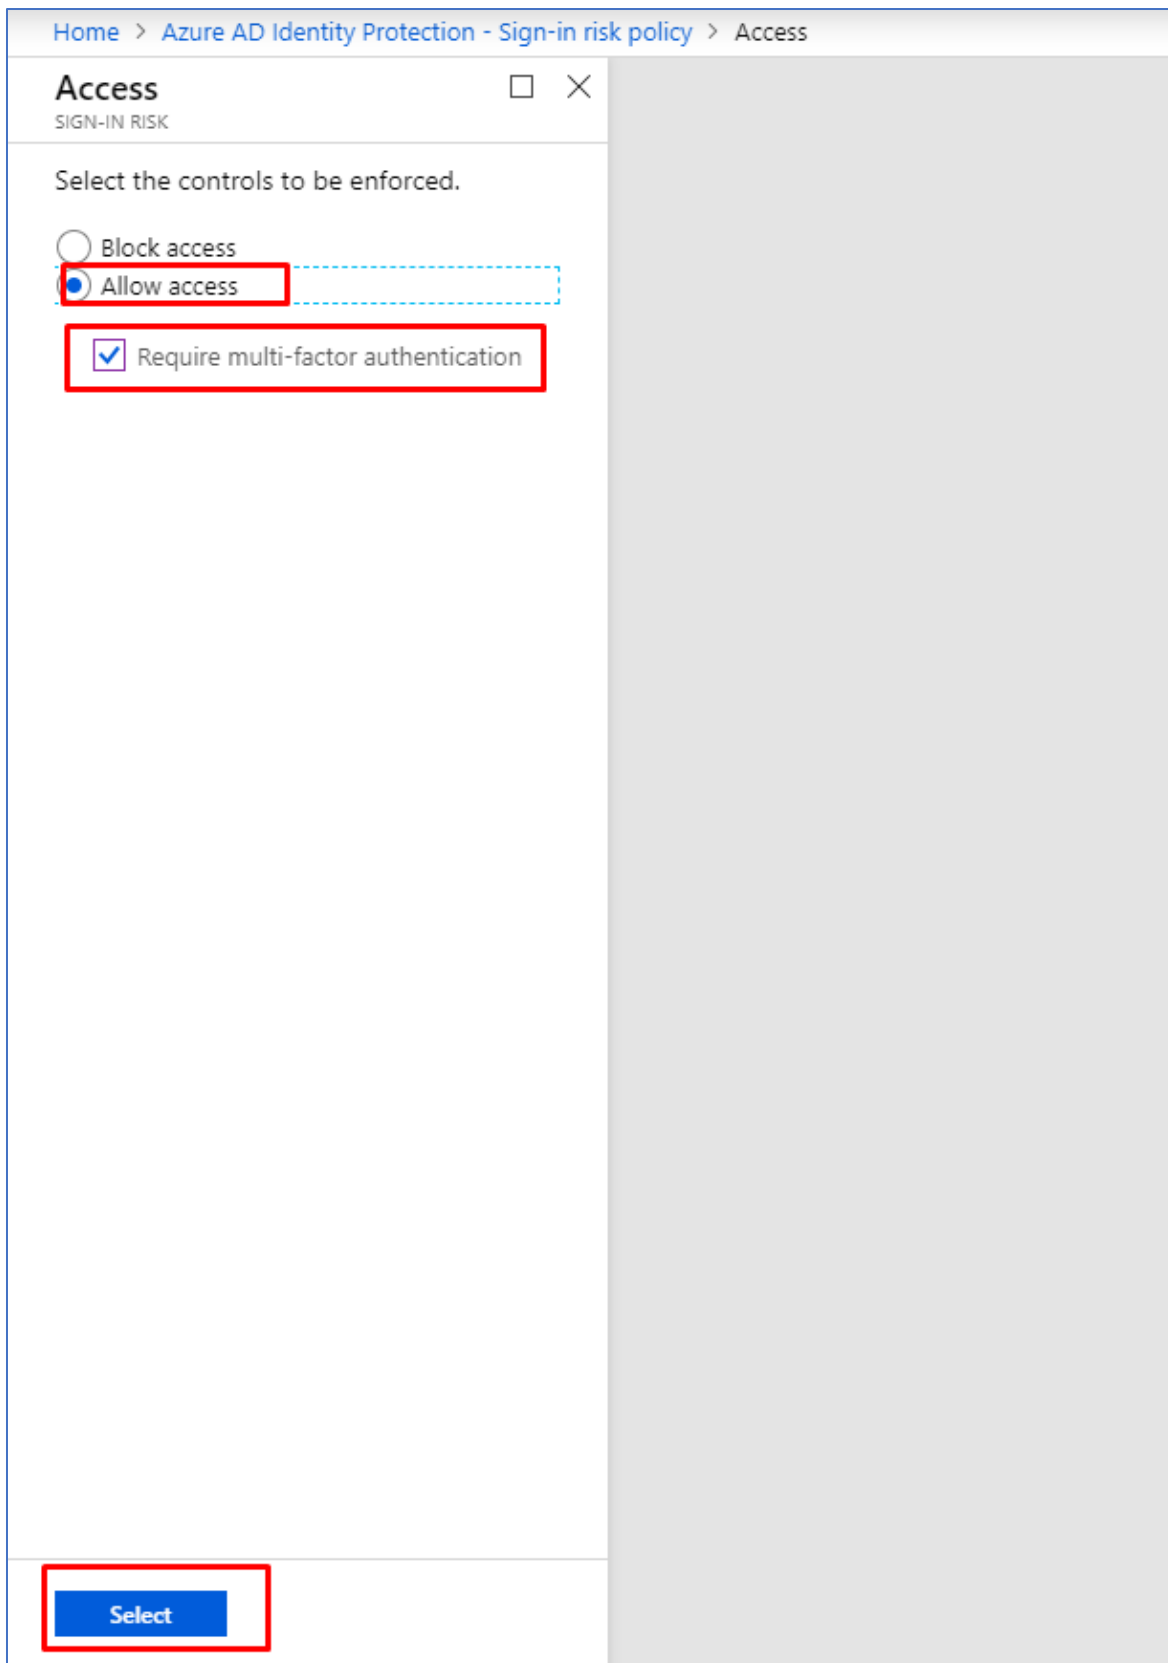 Home > Azure AD Identity Protection - Sign-in risk policy > Access
Access
SIGN-IN RISK
Select the controls to be enforced.
Block access
Allow access
Require multi-factor authentication
Select